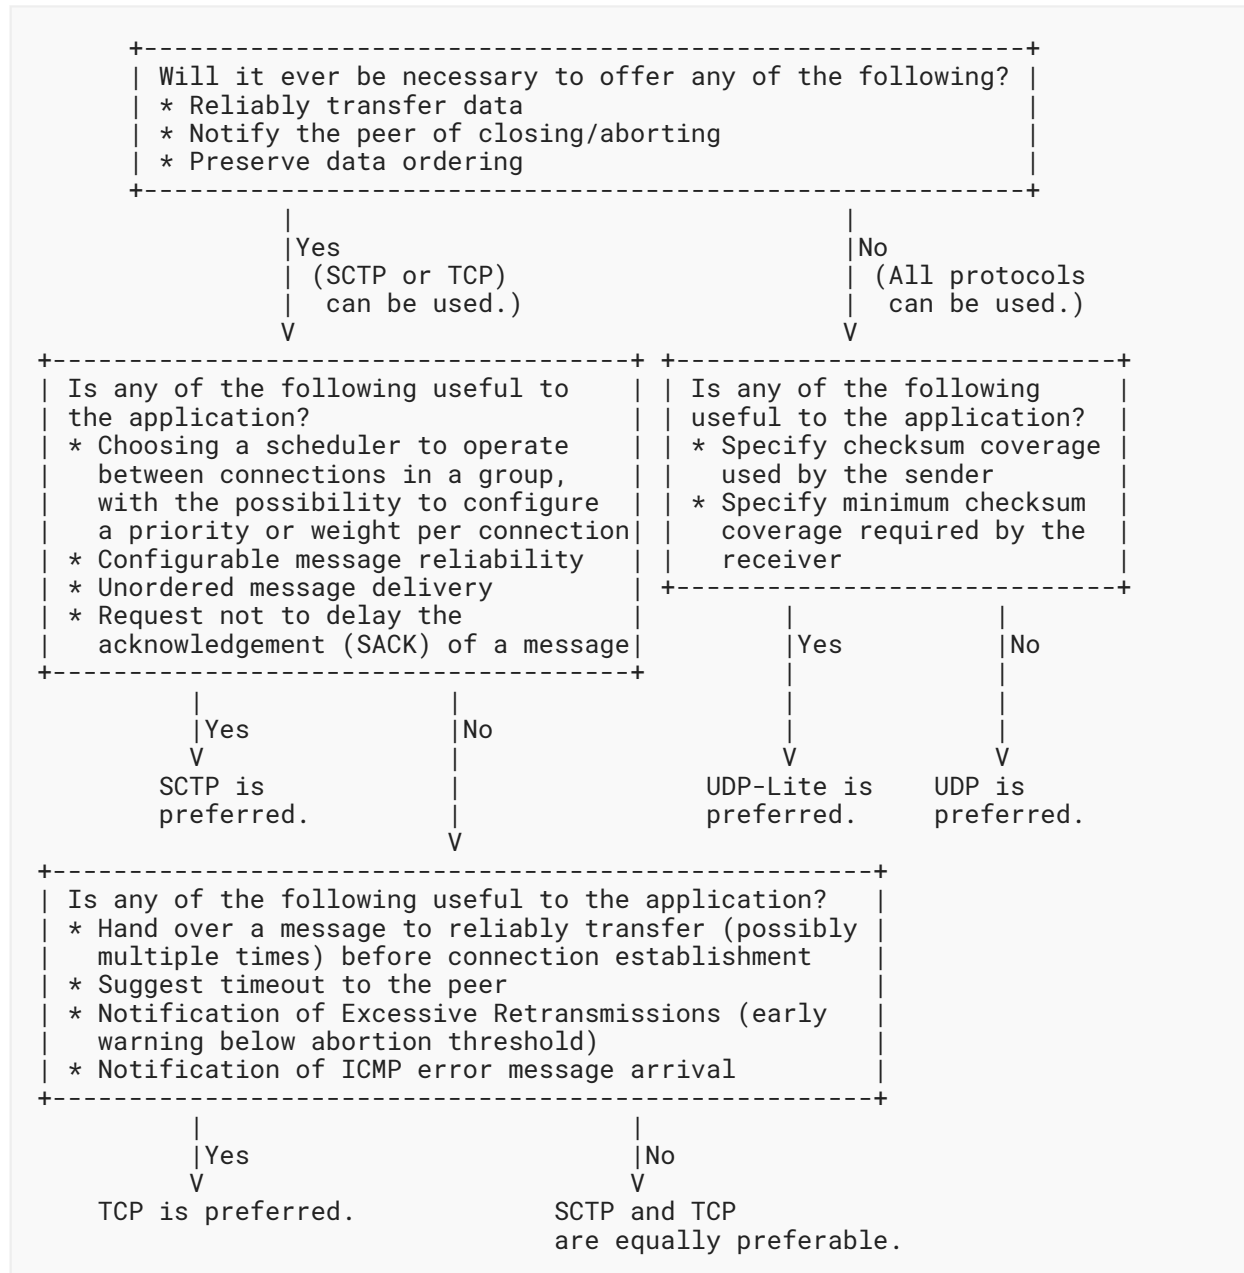 +----------------------------------------------------------+
| Will it ever be necessary to offer any of the following? |
| * Reliably transfer data                                 |
| * Notify the peer of closing/aborting                    |
| * Preserve data ordering                                 |
+----------------------------------------------------------+
|                                    |
|Yes                                 |No
| (SCTP or TCP)                      | (All protocols
|  can be used.)                     |  can be used.)
V                                    V
+---------------------------------------+ +-----------------------------+
| Is any of the following useful to     | | Is any of the following     |
| the application?                      | | useful to the application?  |
| * Choosing a scheduler to operate     | | * Specify checksum coverage |
|   between connections in a group,     | |   used by the sender        |
|   with the possibility to configure   | | * Specify minimum checksum  |
|   a priority or weight per connection| |   coverage required by the  |
| * Configurable message reliability    | |   receiver                  |
| * Unordered message delivery          | +-----------------------------+
| * Request not to delay the            |         |             |
|   acknowledgement (SACK) of a message|         |Yes          |No
+---------------------------------------+         |             |
|                |                     |             |
|Yes             |No                   |             |
V                |                     V             V
SCTP is          |                UDP-Lite is    UDP is
preferred.       |                preferred.     preferred.
V
+-------------------------------------------------------+
| Is any of the following useful to the application?    |
| * Hand over a message to reliably transfer (possibly |
|   multiple times) before connection establishment    |
| * Suggest timeout to the peer                         |
| * Notification of Excessive Retransmissions (early   |
|   warning below abortion threshold)                   |
| * Notification of ICMP error message arrival          |
+-------------------------------------------------------+
|                            |
|Yes                         |No
V                            V
TCP is preferred.             SCTP and TCP
are equally preferable.